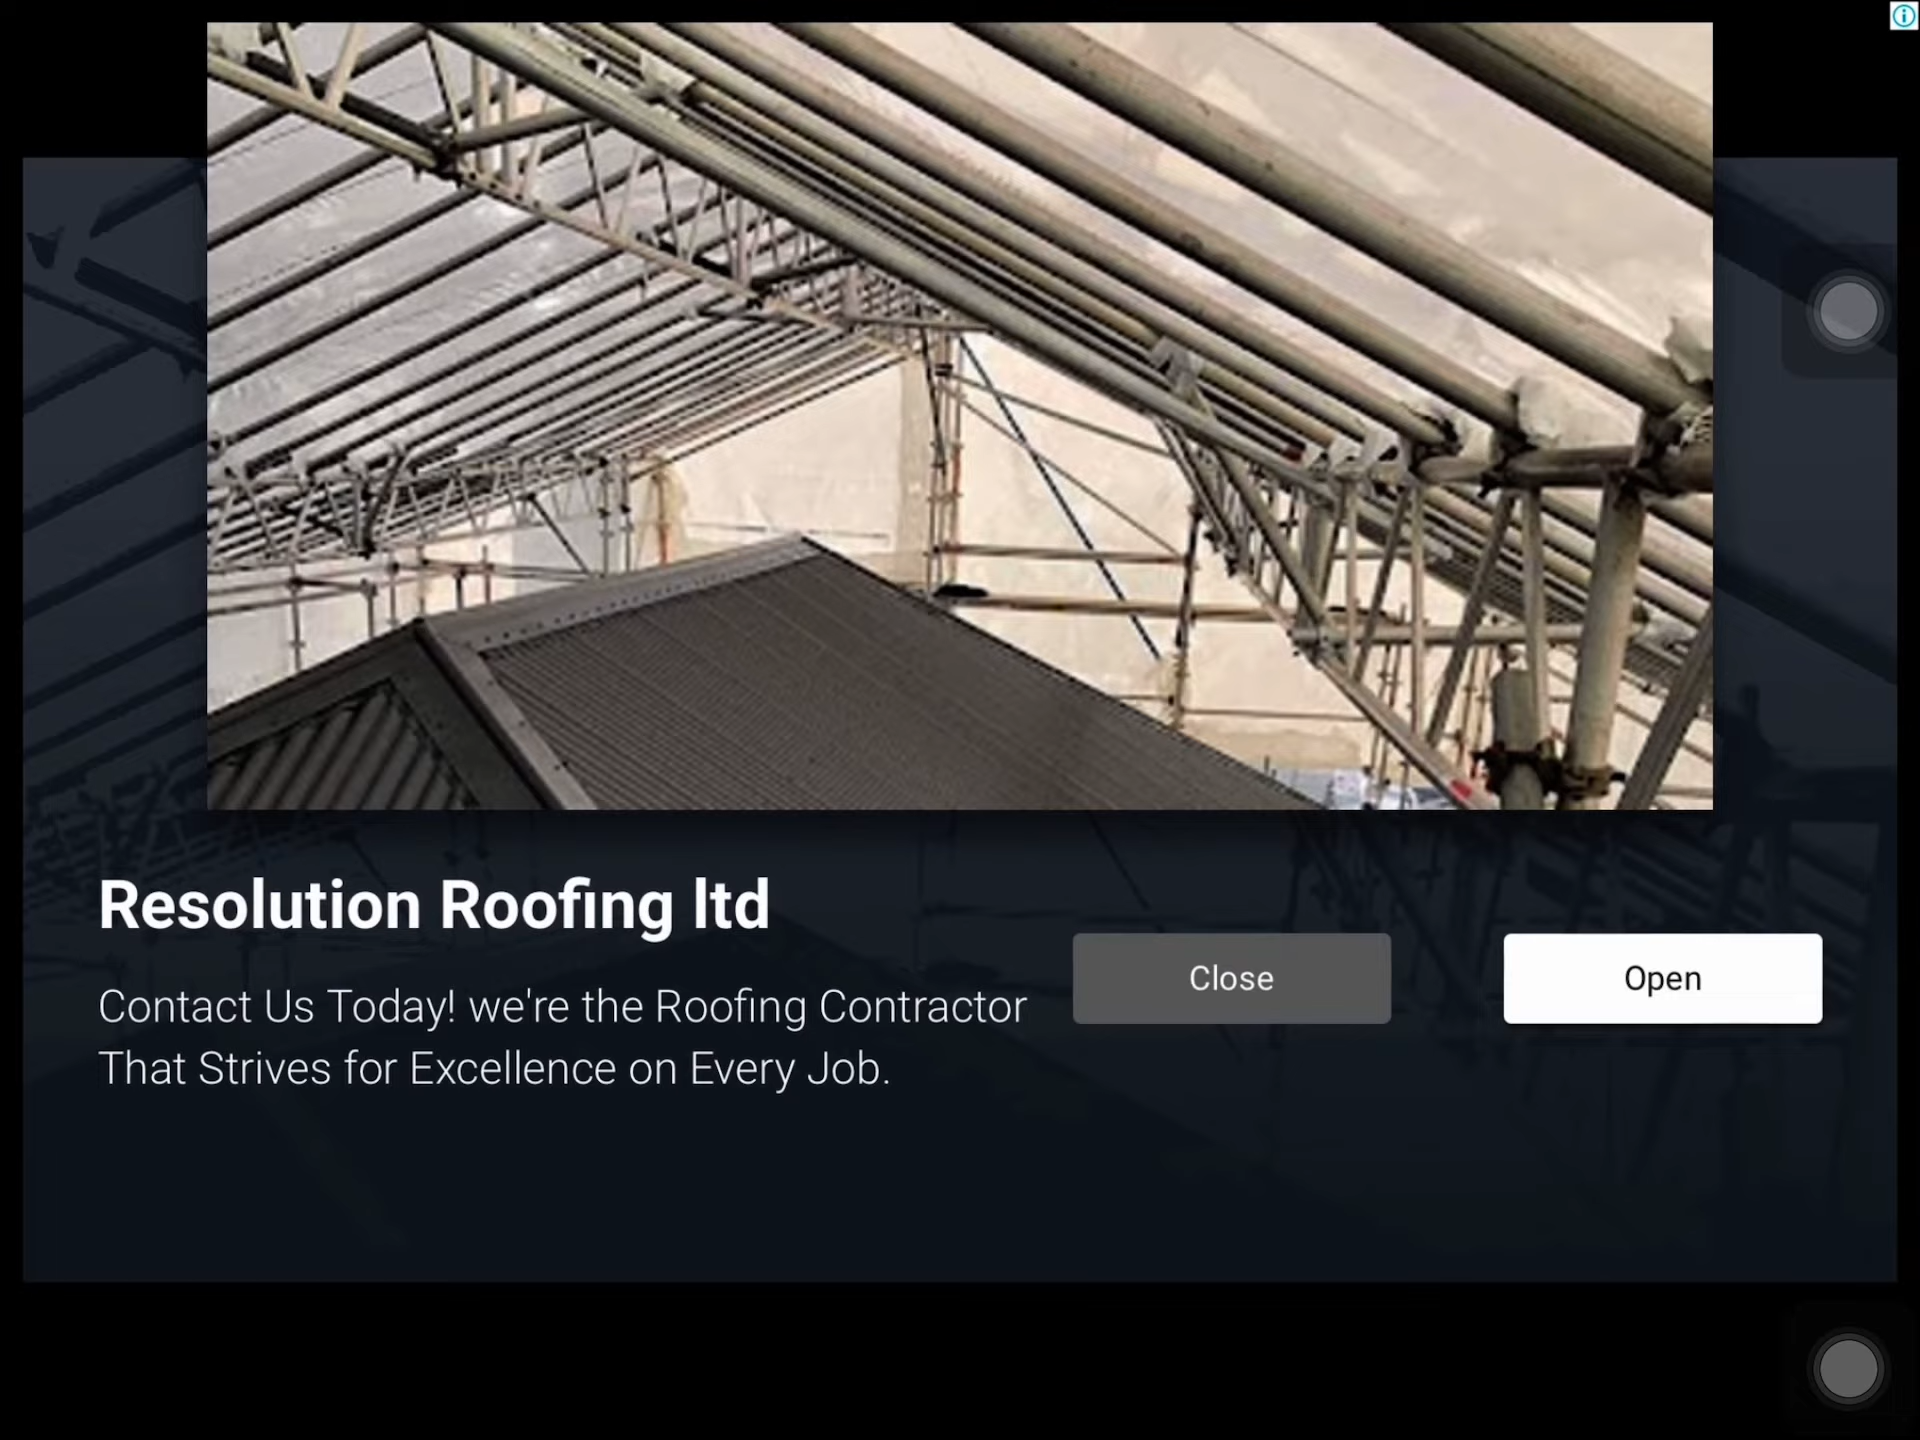 Resolution Roofing ltd
Contact Us Today! we're the Roofing Contractor
That Strives for Excellence on Every Job.
Close
Open